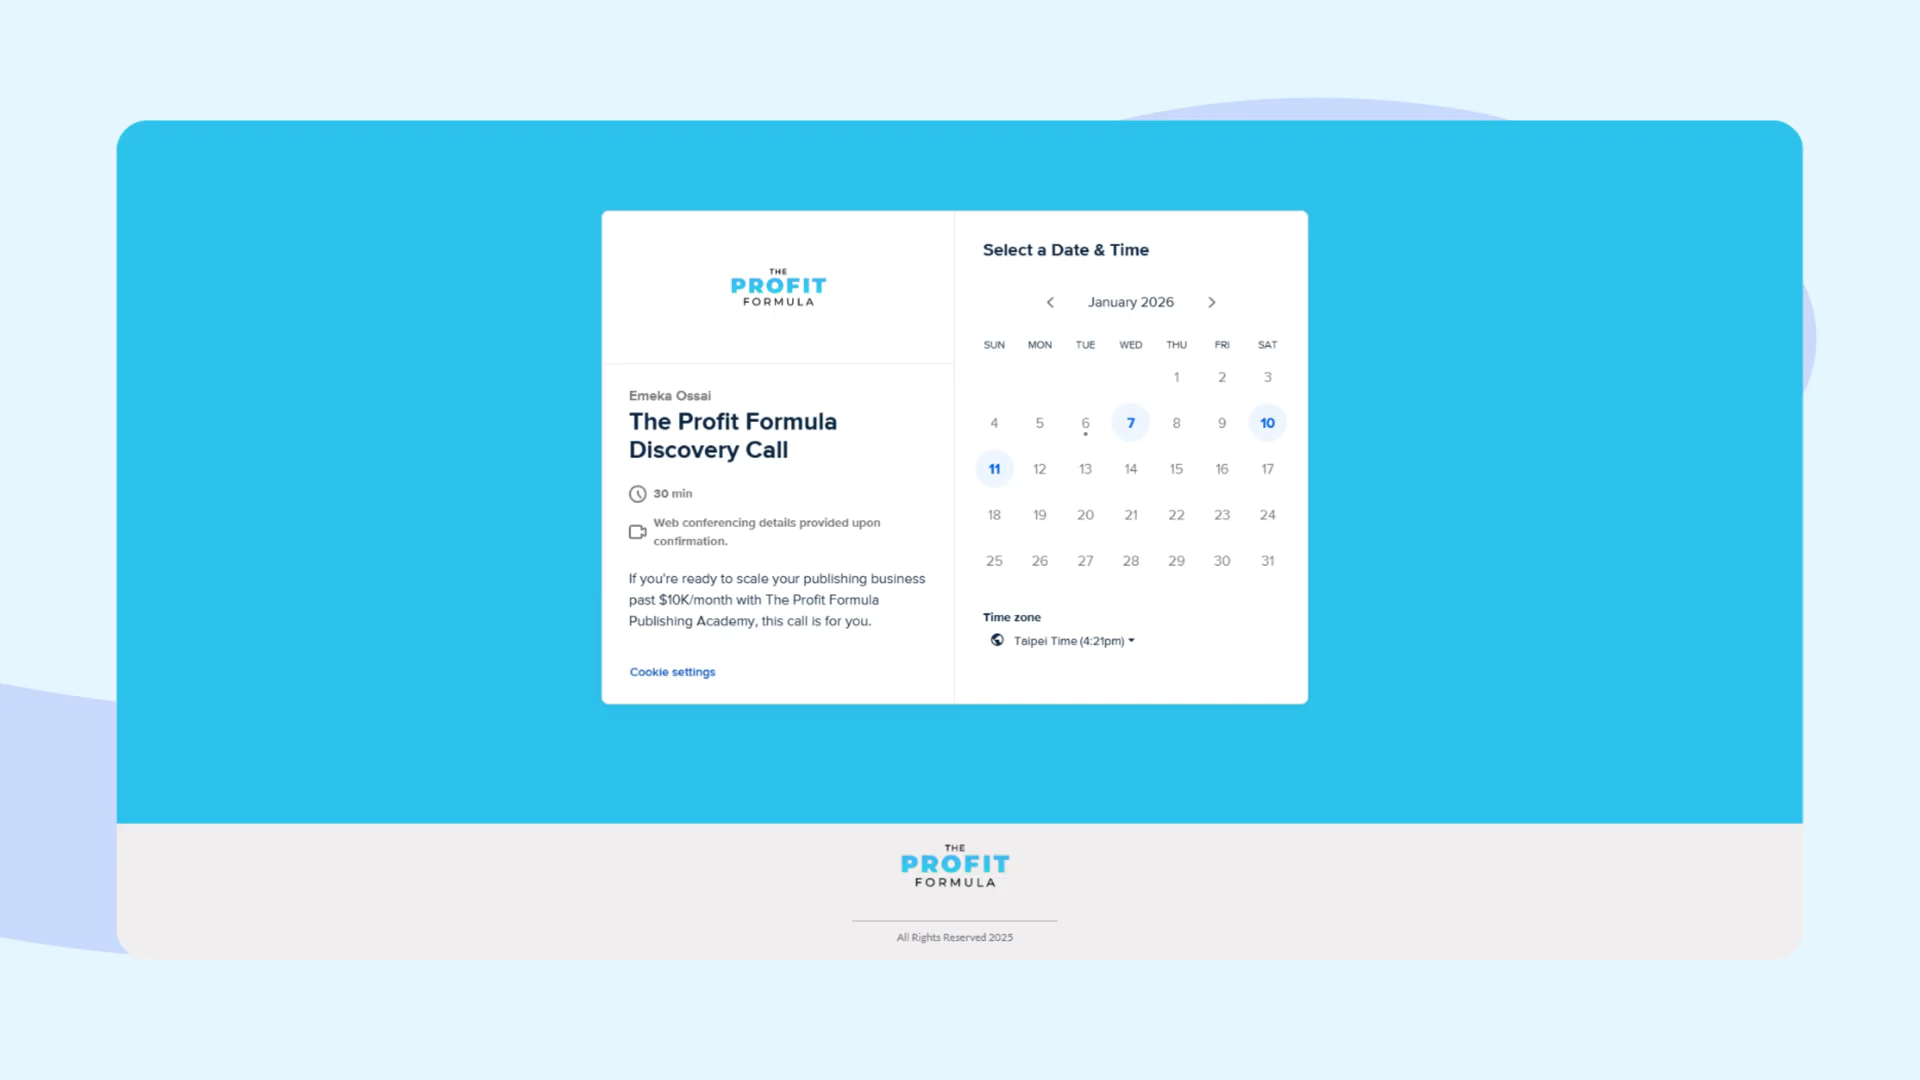 THE
PROFIT
FORMULA
Emeka Ossai
The Profit Formula
Discovery Call
30 min
Web conferencing details provided upon
confirmation.
If you're ready to scale your publishing business
past $10K/month with The Profit Formula
Publishing Academy, this call is for you.
Cookie settings
Select a Date & Time
January 2026
SUN MON TUE WED THU FRI SAT
1 2 3
4 5 6 7 8 9 10
11 12 13 14 15 16 17
18 19 20 21 22 23 24
25 26 27 28 29 30 31
Time zone
Taipei Time (4:21pm)
THE
PROFIT
FORMULA
All Rights Reserved 2025